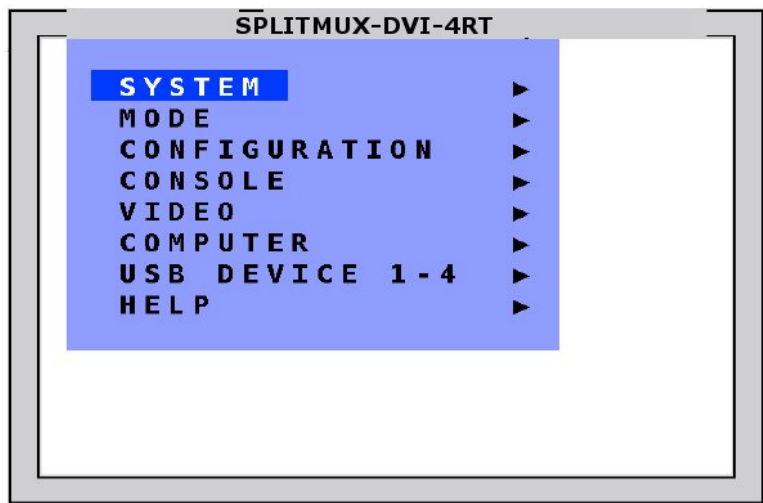 SPLITMUX-DVI-4RT
SYSTEM
MODE
CONFIGURATION
CONSOLE
VIDEO
COMPUTER
USB DEVICE 1-4
HELP